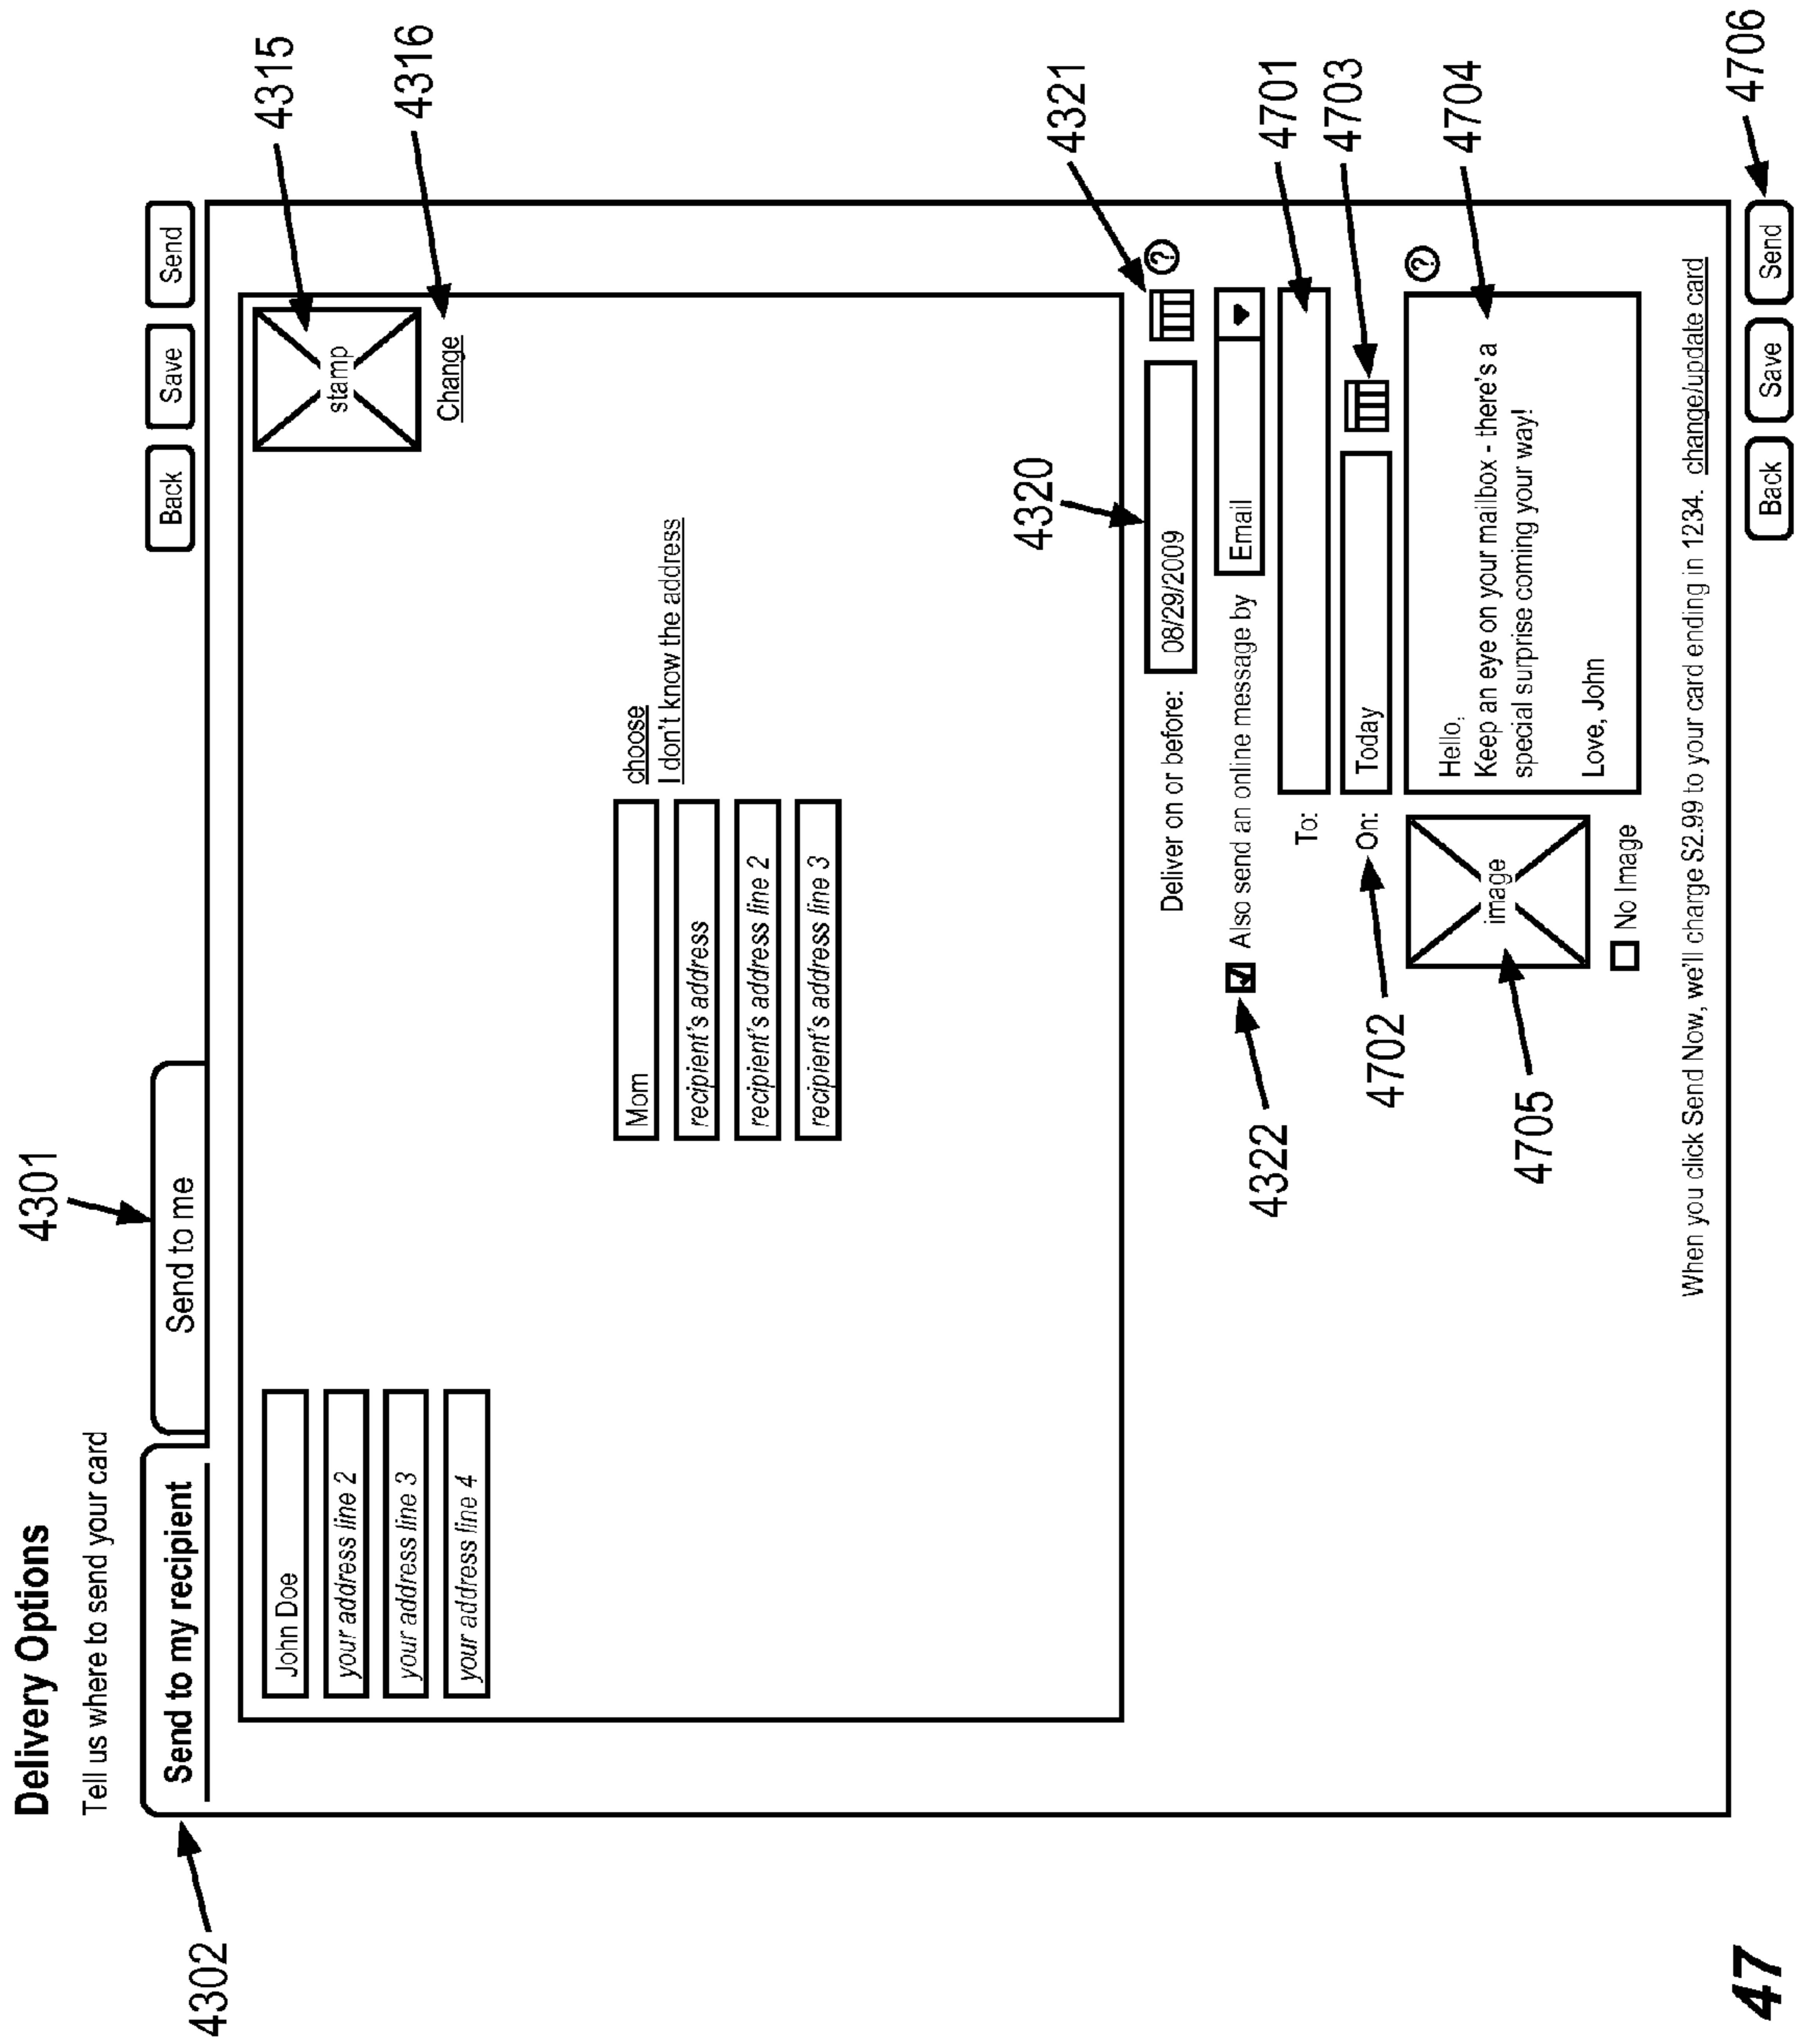 Delivery Options
Tell us where to send your card
4301
4302
Send to my recipient
Send to me
Back
Save
Send
John Doe
your address line 2
your address line 3
your address line 4
stamp
4315
Change
4316
Mom
choose
recipient's address
I don't know the address
recipient's address line 2
recipient's address line 3
4320
4321
Deliver on or before:
08/29/2009
?
4322
Also send an online message by
Email
To:
4701
4702
On:
Today
4703
4705
image
No Image
Hello,
Keep an eye on your mailbox - there's a
special surprise coming your way!
Love, John
?
4704
When you click Send Now, we'll charge $2.99 to your card ending in 1234. change/update card
Back
Save
Send
4706
47